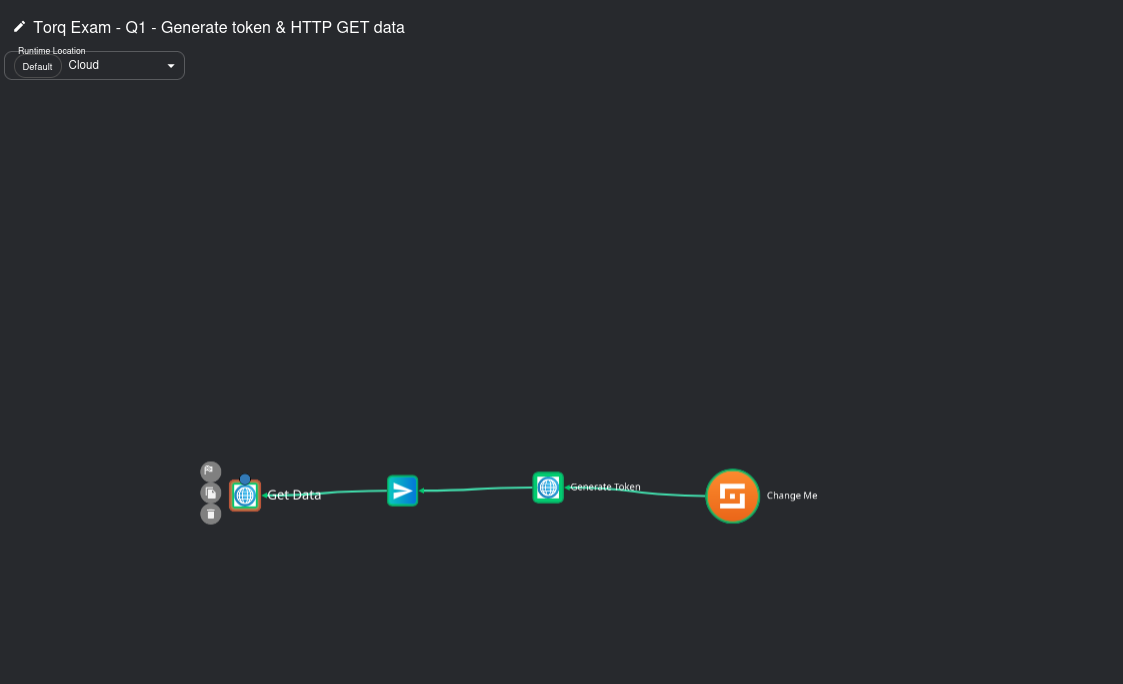 Torq Exam - Q1 - Generate token & HTTP GET data
Runtime Location
Default Cloud
Get Data
Generate Token
Change Me